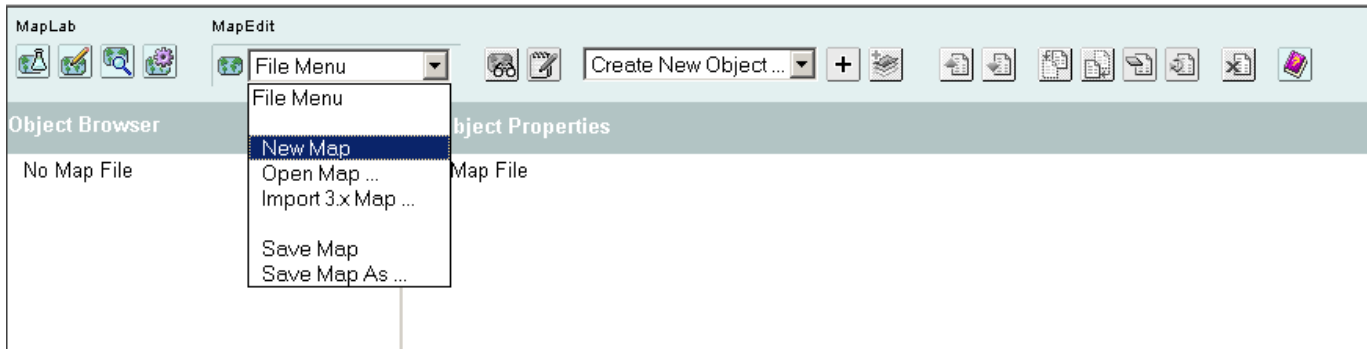 MapLab MapEdit
File Menu Create New Object ... +
File Menu
Object Browser bject Properties
New Map
No Map File Map File
Open Map ...
Import 3.x Map ...
Save Map
Save Map As ...